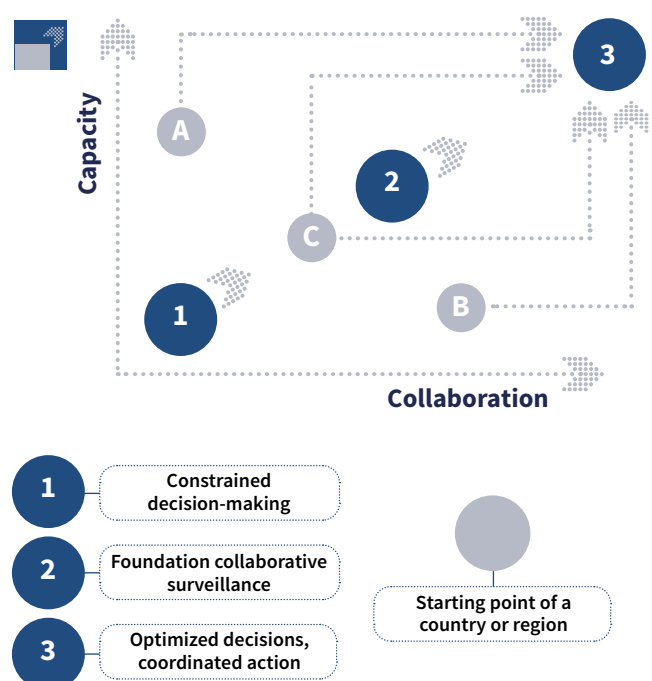 3
A
Capacity
2
C
1
B
Collaboration
1
Constrained
decision-making
2
Foundation collaborative
surveillance
Starting point of a
country or region
3
Optimized decisions,
coordinated action